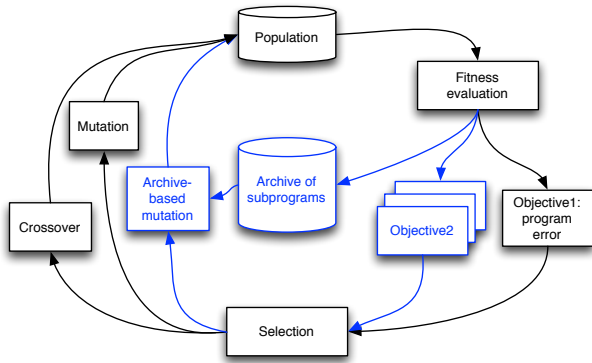 Population
Fitness
evaluation
Mutation
Archive-
based
mutation
Archive of
subprograms
Crossover
Objective2
Objective1:
program
error
Selection